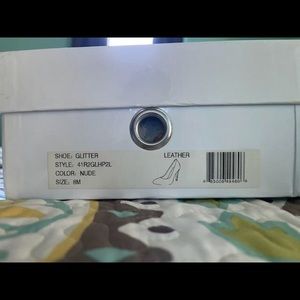 SHOE: GLITTER
LEATHER
STYLE: 41R2GLHP2L
COLOR: NUDE
SIZE: 8M